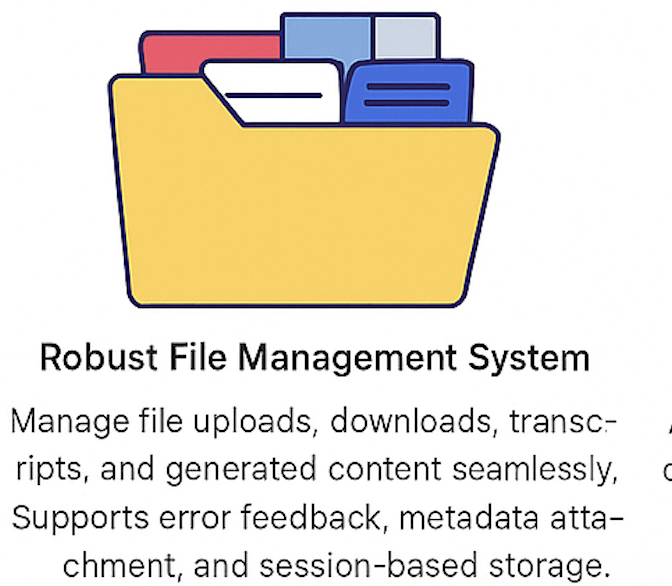 Robust File Management System
Manage file uploads, downloads, transc-
ripts, and generated content seamlessly,
Supports error feedback, metadata atta-
chment, and session-based storage.